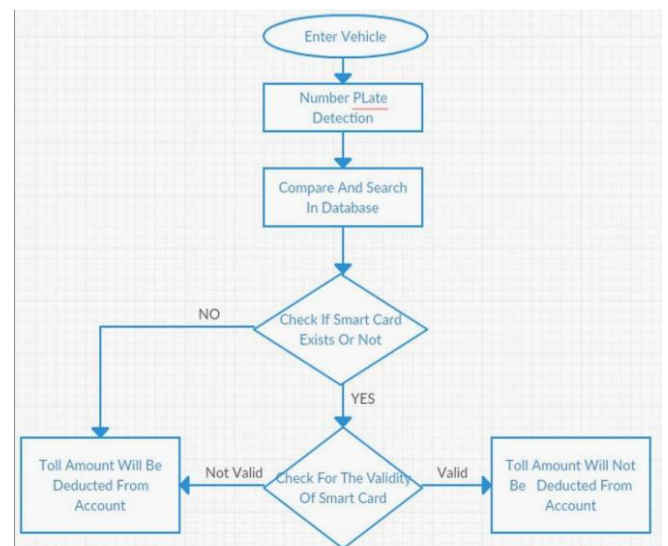 Enter Vehicle
Number PLate
Detection
Compare And Search
In Database
Check If Smart Card
Exists Or Not
NO
YES
Toll Amount Will Be
Deducted From
Account
Not Valid
Check For The Validity
Of Smart Card
Valid
Toll Amount Will Not
Be Deducted From
Account